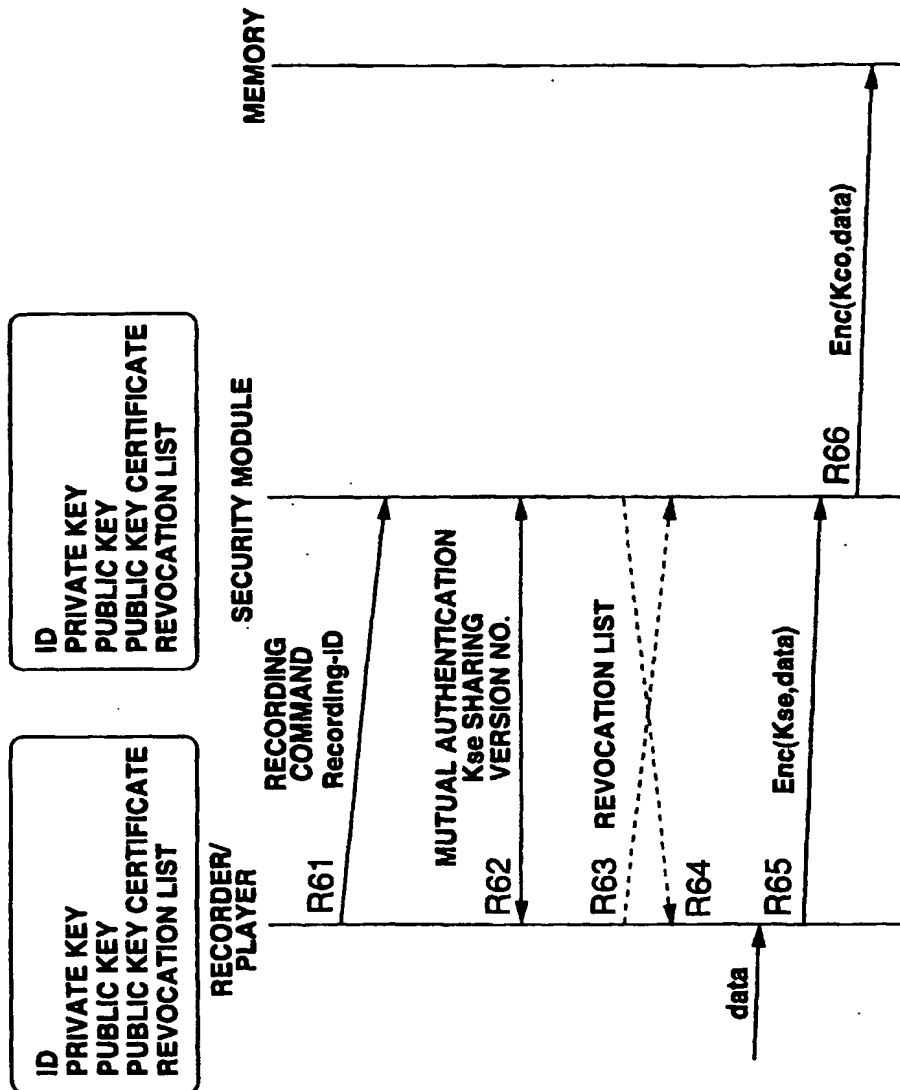 ID
PRIVATE KEY
PUBLIC KEY
PUBLIC KEY CERTIFICATE
REVOCATION LIST
ID
PRIVATE KEY
PUBLIC KEY
PUBLIC KEY CERTIFICATE
REVOCATION LIST
RECORDER/
PLAYER
SECURITY MODULE
MEMORY
R61
RECORDING
COMMAND
Recording-ID
R62
MUTUAL AUTHENTICATION
Kse SHARING
VERSION NO.
R63
REVOCATION LIST
R64
data
R65
Enc(Kse,data)
R66
Enc(Kco,data)